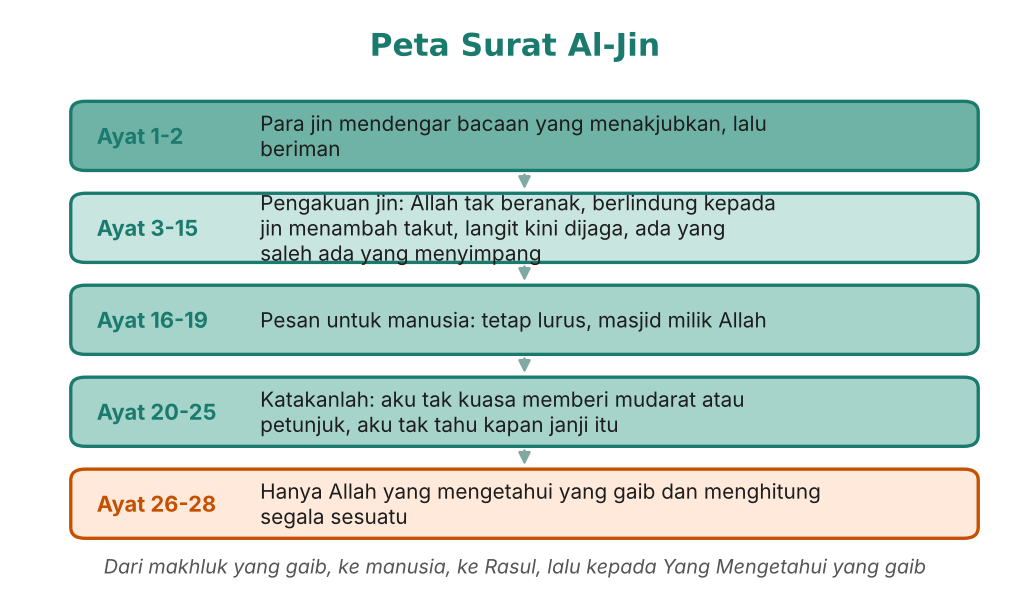 Peta Surat Al-Jin
Ayat 1-2
Para jin mendengar bacaan yang menakjubkan, lalu
beriman
Ayat 3-15
Pengakuan jin: Allah tak beranak, berlindung kepada
jin menambah takut, langit kini dijaga, ada yang
saleh ada yang menyimpang
Ayat 16-19
Pesan untuk manusia: tetap lurus, masjid milik Allah
Ayat 20-25
Katakanlah: aku tak kuasa memberi mudarat atau
petunjuk, aku tak tahu kapan janji itu
Ayat 26-28
Hanya Allah yang mengetahui yang gaib dan menghitung
segala sesuatu
Dari makhluk yang gaib, ke manusia, ke Rasul, lalu kepada Yang Mengetahui yang gaib